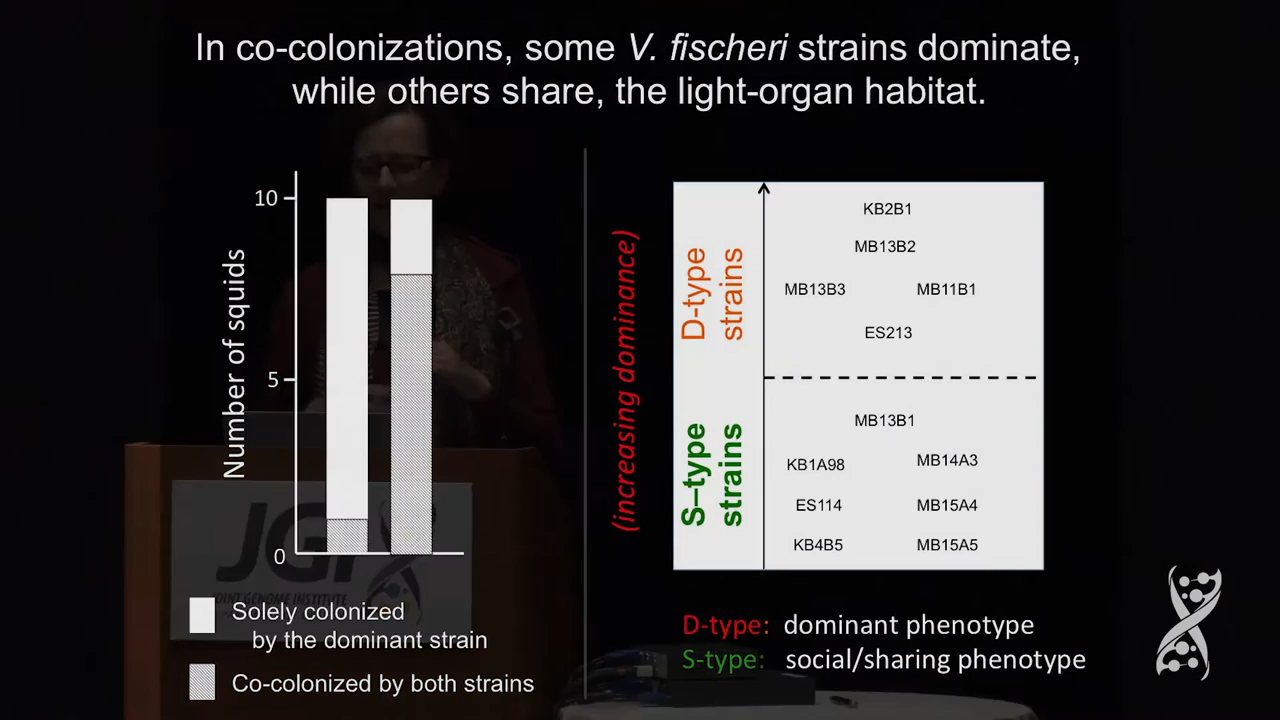 In co-colonizations, some V. fischeri strains dominate,
while others share, the light-organ habitat.
10
5
0
Number of squids
Solely colonized
by the dominant strain
Co-colonized by both strains
(increasing dominance)
D-type
strains
S–type
strains
KB2B1
MB13B2
MB13B3 MB11B1
ES213
MB13B1
KB1A98 MB14A3
ES114 MB15A4
KB4B5 MB15A5
D-type: dominant phenotype
S-type: social/sharing phenotype
JGI
JOINT GENOME INSTITUTE